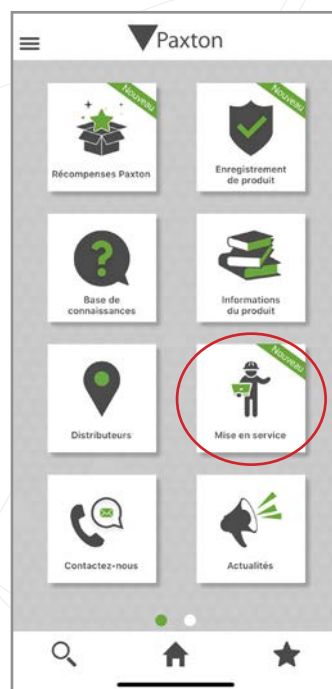 Paxton
Nouveau
Récompenses Paxton
Nouveau
Enregistrement
de produit
?
Base de
connaissances
Informations
du produit
Distributeurs
Nouveau
Mise en service
Contactez-nous
Actualités